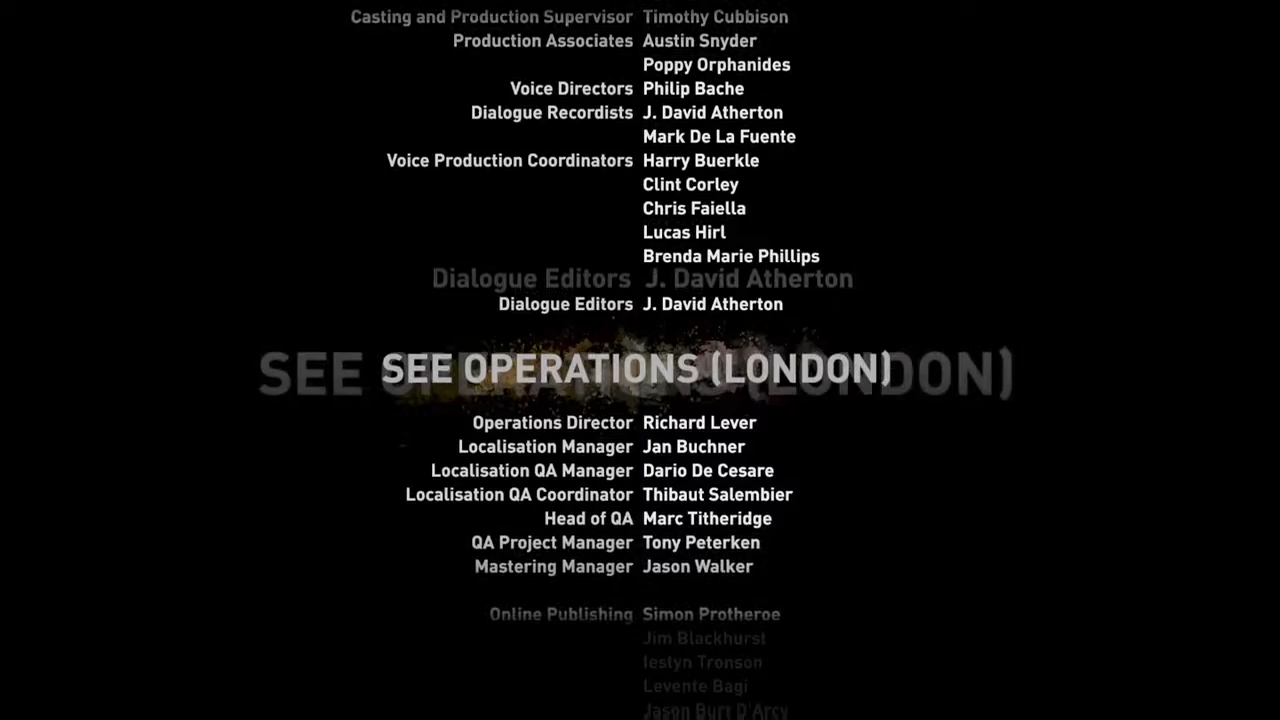 Casting and Production Supervisor Timothy Cubbison
Production Associates Austin Snyder
Poppy Orphanides
Voice Directors Philip Bache
Dialogue Recordists J. David Atherton
Mark De La Fuente
Voice Production Coordinators Harry Buerkle
Clint Corley
Chris Faiella
Lucas Hirl
Brenda Marie Phillips
Dialogue Editors J. David Atherton
Dialogue Editors J. David Atherton
SEE OPERATIONS (LONDON)
Operations Director Richard Lever
Localisation Manager Jan Buchner
Localisation QA Manager Dario De Cesare
Localisation QA Coordinator Thibaut Salembier
Head of QA Marc Titheridge
QA Project Manager Tony Peterken
Mastering Manager Jason Walker
Online Publishing Simon Protheroe
Jim Blackhurst
Iestyn Tronson
Levente Bagi
Jason Burt D'Arcy